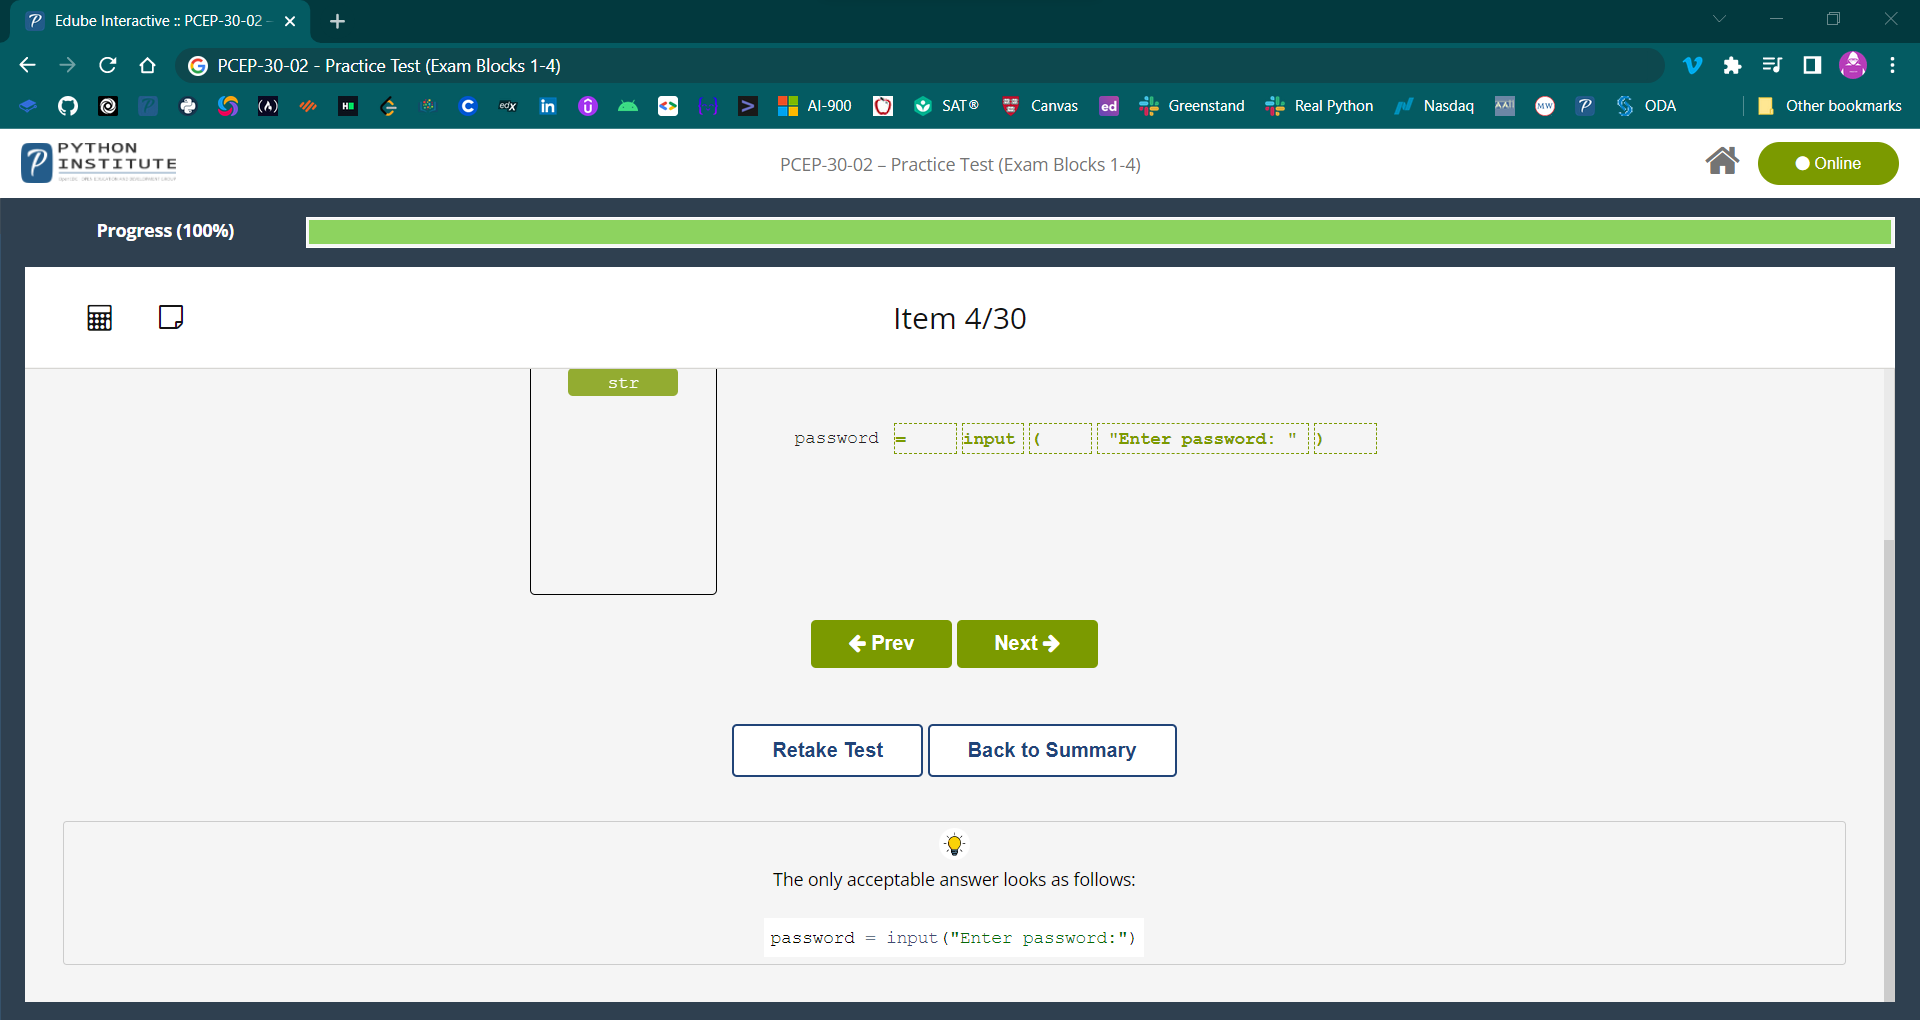 Edube Interactive :: PCEP-30-02 -
PCEP-30-02 - Practice Test (Exam Blocks 1-4)
AI-900
SAT®
Canvas
ed
Greenstand
Real Python
Nasdaq
MW
ODA
Other bookmarks
PYTHON
INSTITUTE
PCEP-30-02 – Practice Test (Exam Blocks 1-4)
Online
Progress (100%)
Item 4/30
str
password = input ( "Enter password: " )
Prev
Next
Retake Test
Back to Summary
The only acceptable answer looks as follows:
password = input("Enter password:")